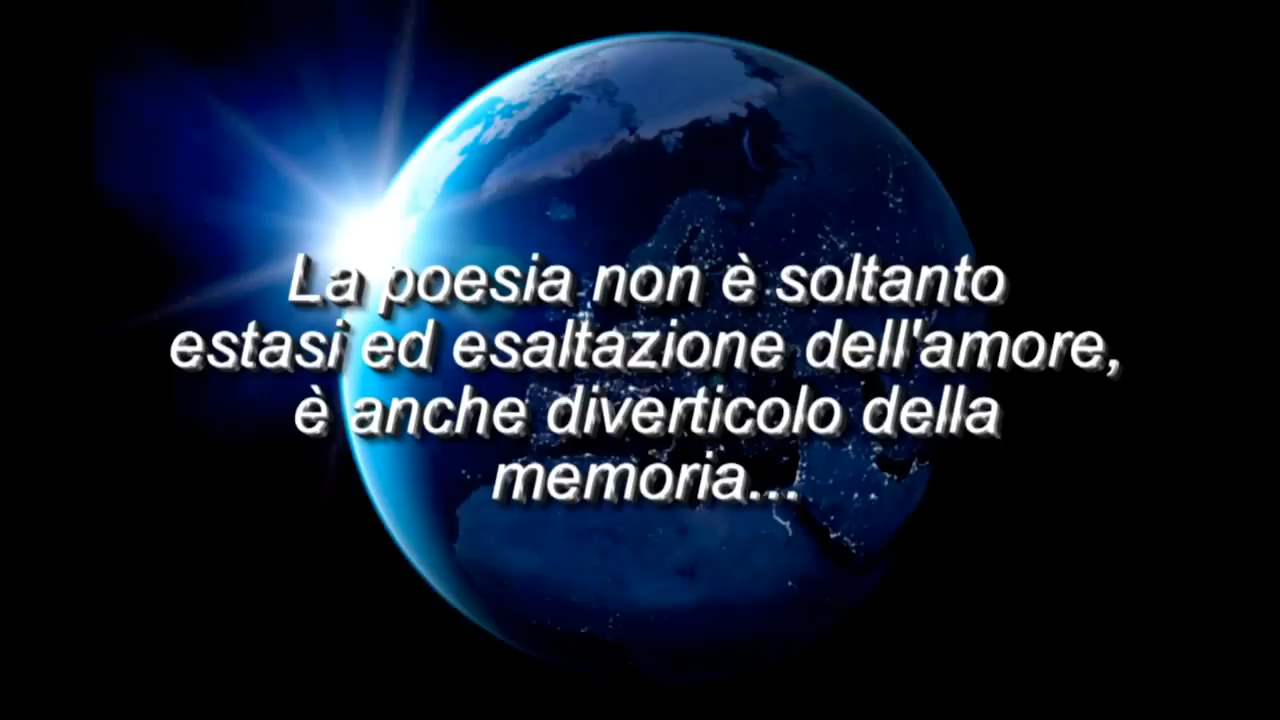 La poesia non è soltanto
estasi ed esaltazione dell'amore,
è anche diverticolo della
memoria...